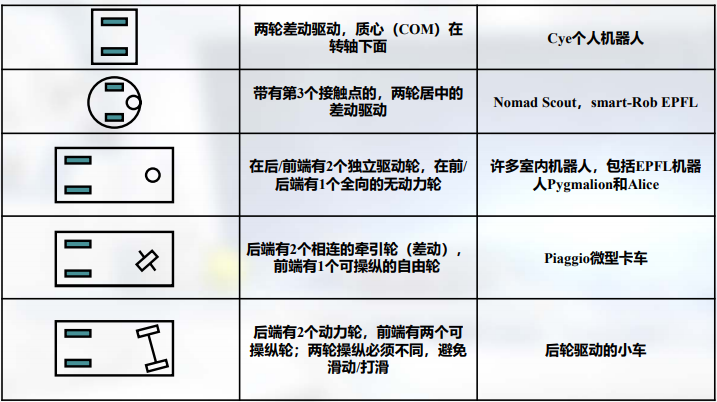 两轮差动驱动，质心（COM）在
转轴下面
Cye个人机器人
带有第3个接触点的，两轮居中的
差动驱动
Nomad Scout，smart-Rob EPFL
在后/前端有2个独立驱动轮，在前/
后端有1个全向的无动力轮
许多室内机器人，包括EPFL机器
人Pygmalion和Alice
后端有2个相连的牵引轮（差动），
前端有1个可操纵的自由轮
Piaggio微型卡车
后端有2个动力轮，前端有两个可
操纵轮；两轮操纵必须不同，避免
滑动/打滑
后轮驱动的小车